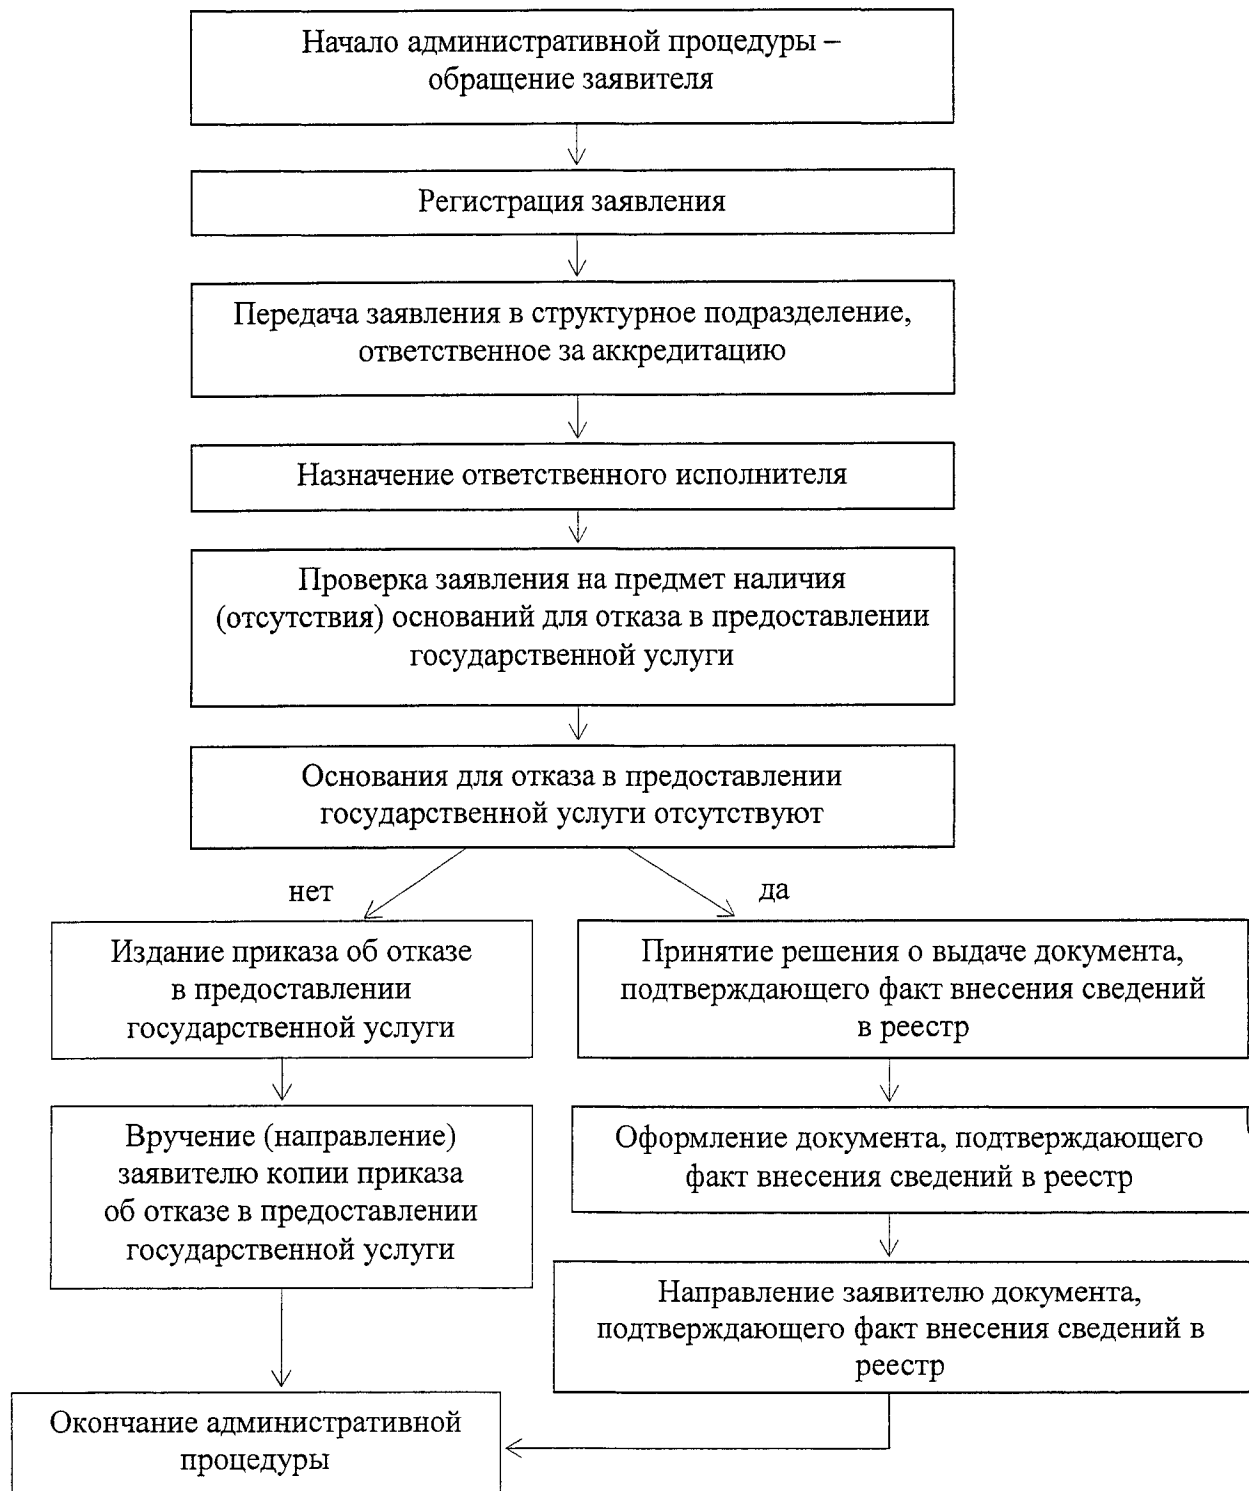 Начало административной процедуры –
обращение заявителя
Регистрация заявления
Передача заявления в структурное подразделение,
ответственное за аккредитацию
Назначение ответственного исполнителя
Проверка заявления на предмет наличия
(отсутствия) оснований для отказа в предоставлении
государственной услуги
Основания для отказа в предоставлении
государственной услуги отсутствуют
нет
да
Издание приказа об отказе
в предоставлении
государственной услуги
Принятие решения о выдаче документа,
подтверждающего факт внесения сведений
в реестр
Вручение (направление)
заявителю копии приказа
об отказе в предоставлении
государственной услуги
Оформление документа, подтверждающего
факт внесения сведений в реестр
Направление заявителю документа,
подтверждающего факт внесения сведений в
реестр
Окончание административной
процедуры